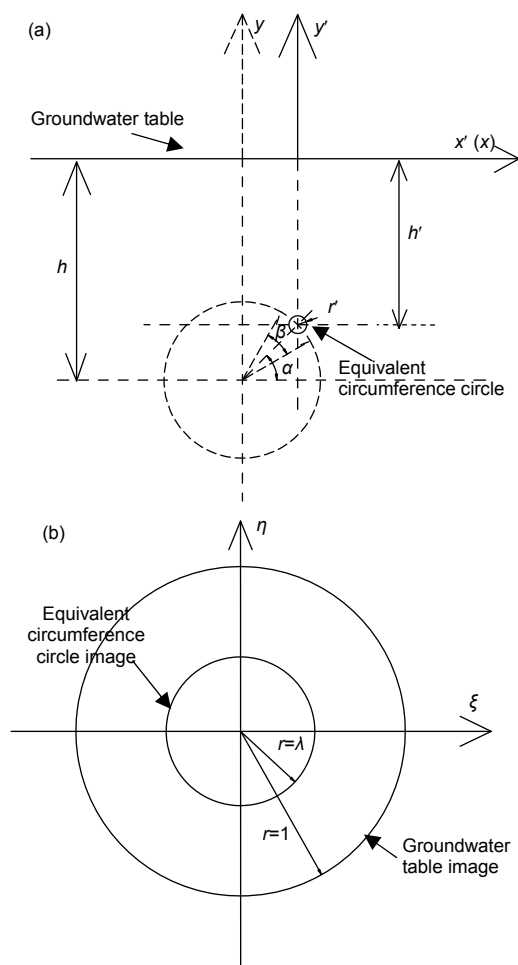 (a)
y
y′
Groundwater table
x′ (x)
h
h′
r′
β
α
Equivalent
circumference circle
(b)
η
Equivalent
circumference
circle image
ξ
r=λ
r=1
Groundwater
table image